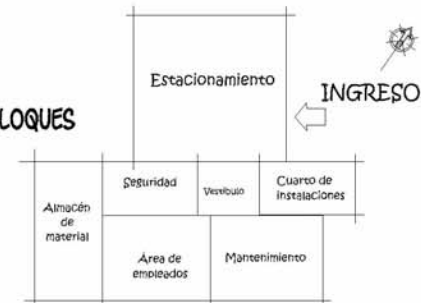 Estacionamiento
INGRESO
LOQUES
Seguridad
Vestíbulo
Cuarto de
instalaciones
Almacén
de
material
Área de
empleados
Mantenimiento